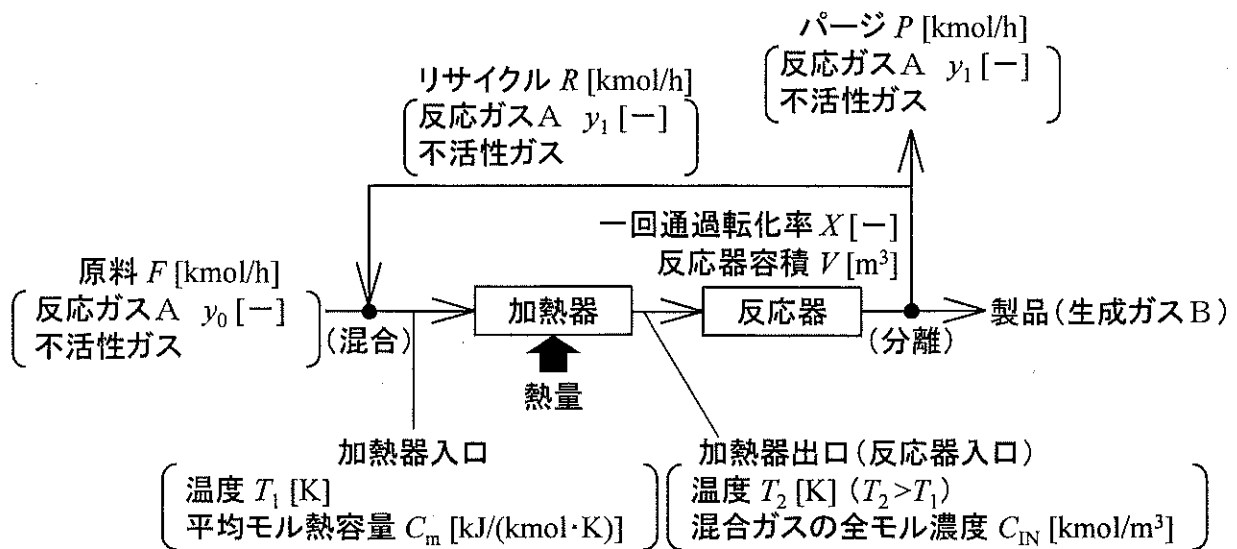 パージ P [kmol/h]
反応ガスA y₁ [−]
不活性ガス
リサイクル R [kmol/h]
反応ガスA y₁ [−]
不活性ガス
一回通過転化率 X [−]
反応器容積 V [m³]
原料 F [kmol/h]
反応ガスA y₀ [−]
不活性ガス
(混合)
加熱器
反応器
(分離)
製品(生成ガスB)
熱量
加熱器入口
温度 T₁ [K]
平均モル熱容量 Cₘ [kJ/(kmol·K)]
加熱器出口(反応器入口)
温度 T₂ [K] (T₂>T₁)
混合ガスの全モル濃度 C_IN [kmol/m³]